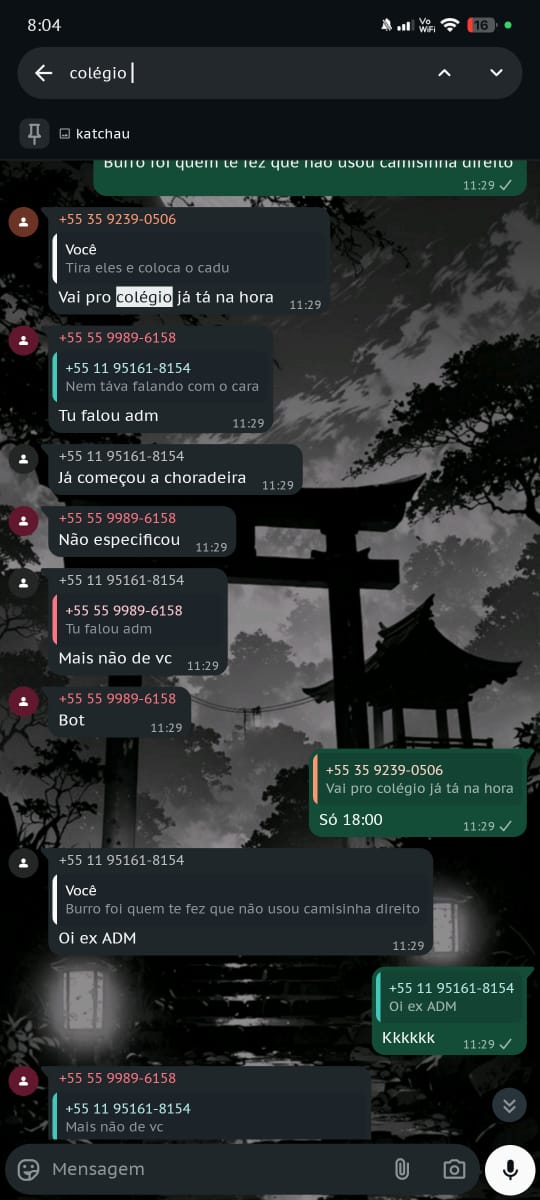 8:04
Vo
WiFi
16
colégio
katchau
Burro foi quem te fez que não usou camisinha direito
11:29
+55 35 9239-0506
Você
Tira eles e coloca o cadu
Vai pro colégio já tá na hora
11:29
+55 55 9989-6158
+55 11 95161-8154
Nem táva falando com o cara
Tu falou adm
11:29
+55 11 95161-8154
Já começou a choradeira
11:29
+55 55 9989-6158
Não especificou
11:29
+55 11 95161-8154
+55 55 9989-6158
Tu falou adm
Mais não de vc
11:29
+55 55 9989-6158
Bot
11:29
+55 35 9239-0506
Vai pro colégio já tá na hora
Só 18:00
11:29
+55 11 95161-8154
Você
Burro foi quem te fez que não usou camisinha direito
Oi ex ADM
11:29
+55 11 95161-8154
Oi ex ADM
Kkkkkk
11:29
+55 55 9989-6158
+55 11 95161-8154
Mais não de vc
Mensagem